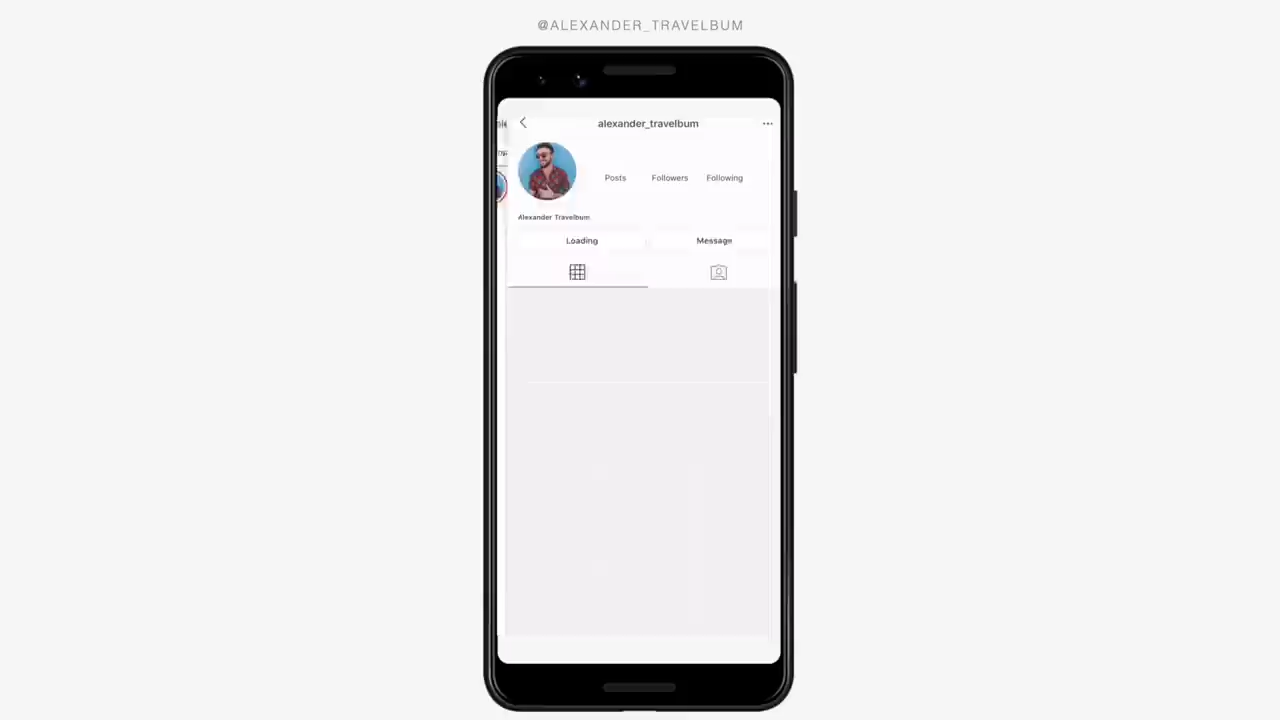 @ALEXANDER_TRAVELBUM
alexander_travelbum
Posts Followers Following
Alexander Travelbum
Loading Message